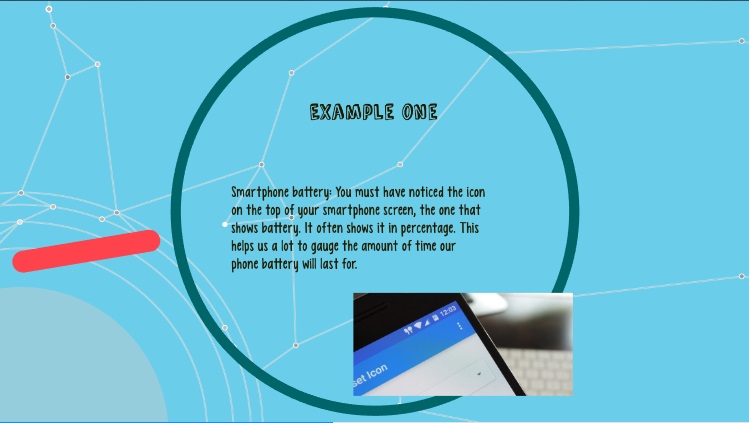 EXAMPLE ONE
Smartphone battery: You must have noticed the icon
on the top of your smartphone screen, the one that
shows battery. It often shows it in percentage. This
helps us a lot to gauge the amount of time our
phone battery will last for.
12:03
set Icon